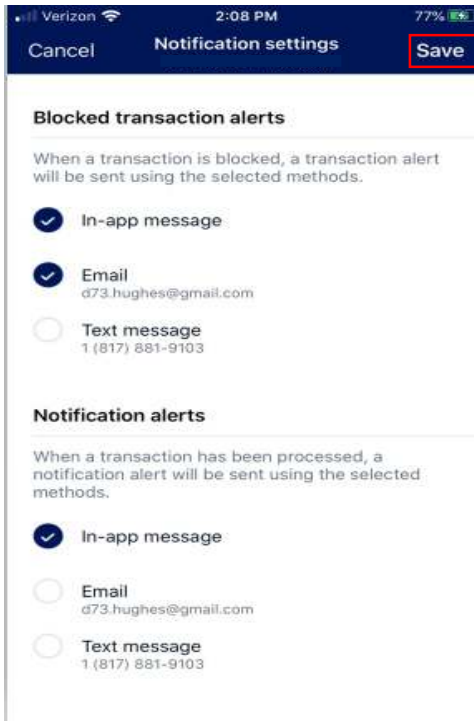 Verizon 2:08 PM 77%
Cancel Notification settings Save
Blocked transaction alerts
When a transaction is blocked, a transaction alert
will be sent using the selected methods.
In-app message
Email
d73.hughes@gmail.com
Text message
1 (817) 881-9103
Notification alerts
When a transaction has been processed, a
notification alert will be sent using the selected
methods.
In-app message
Email
d73.hughes@gmail.com
Text message
1 (817) 881-9103